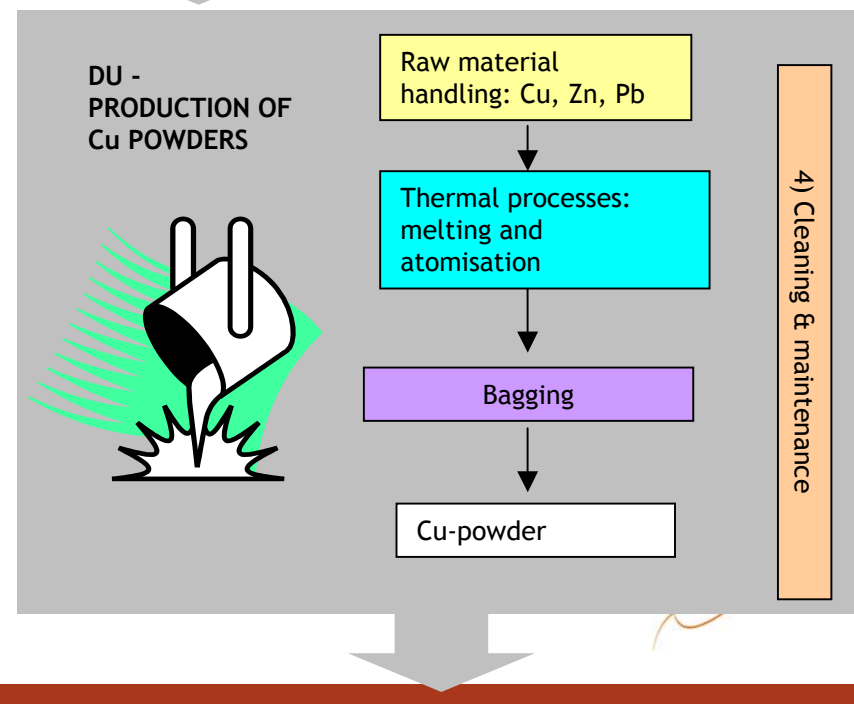 DU -
PRODUCTION OF
Cu POWDERS
Raw material
handling: Cu, Zn, Pb
Thermal processes:
melting and
atomisation
Bagging
Cu-powder
4) Cleaning & maintenance